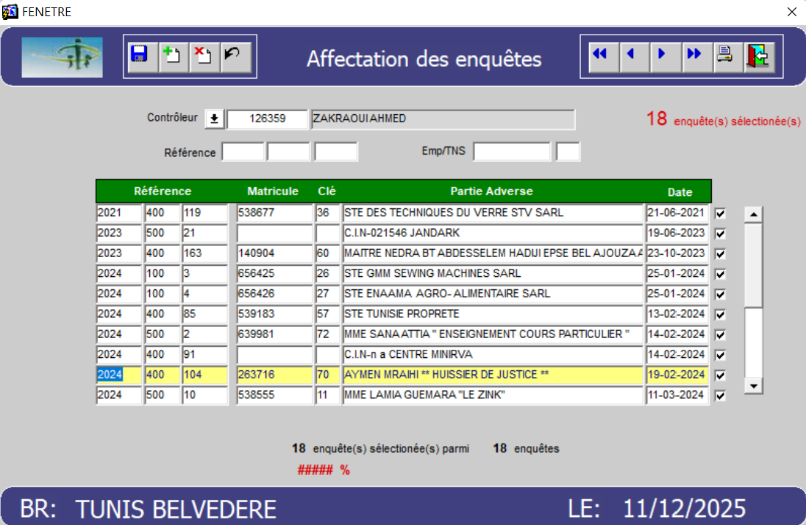 FENETRE
Affectation des enquêtes
Contrôleur 126359 ZAKRAOUI AHMED
18 enquête(s) sélectionée(s)
Référence Emp/TNS
Référence Matricule Clé Partie Adverse Date
2021 400 119 538677 36 STE DES TECHNIQUES DU VERRE STV SARL 21-06-2021
2023 500 21 C.I.N-021546 JANDARK 19-06-2023
2023 400 163 140904 60 MAITRE NEDRA BT ABDESSELEM HADUI EPSE BEL AJOUZA A 23-10-2023
2024 100 3 656425 26 STE GMM SEWING MACHINES SARL 25-01-2024
2024 100 4 656426 27 STE ENAAMA AGRO- ALIMENTAIRE SARL 25-01-2024
2024 400 85 539183 57 STE TUNISIE PROPRETE 13-02-2024
2024 500 2 639981 72 MME SANA ATTIA " ENSEIGNEMENT COURS PARTICULIER " 14-02-2024
2024 400 91 C.I.N-n a CENTRE MINIRVA 14-02-2024
2024 400 104 263716 70 AYMEN MRAIHI ** HUISSIER DE JUSTICE ** 19-02-2024
2024 500 10 538555 11 MME LAMIA GUEMARA "LE ZINK" 11-03-2024
18 enquête(s) sélectionée(s) parmi 18 enquêtes
##### %
BR: TUNIS BELVEDERE LE: 11/12/2025